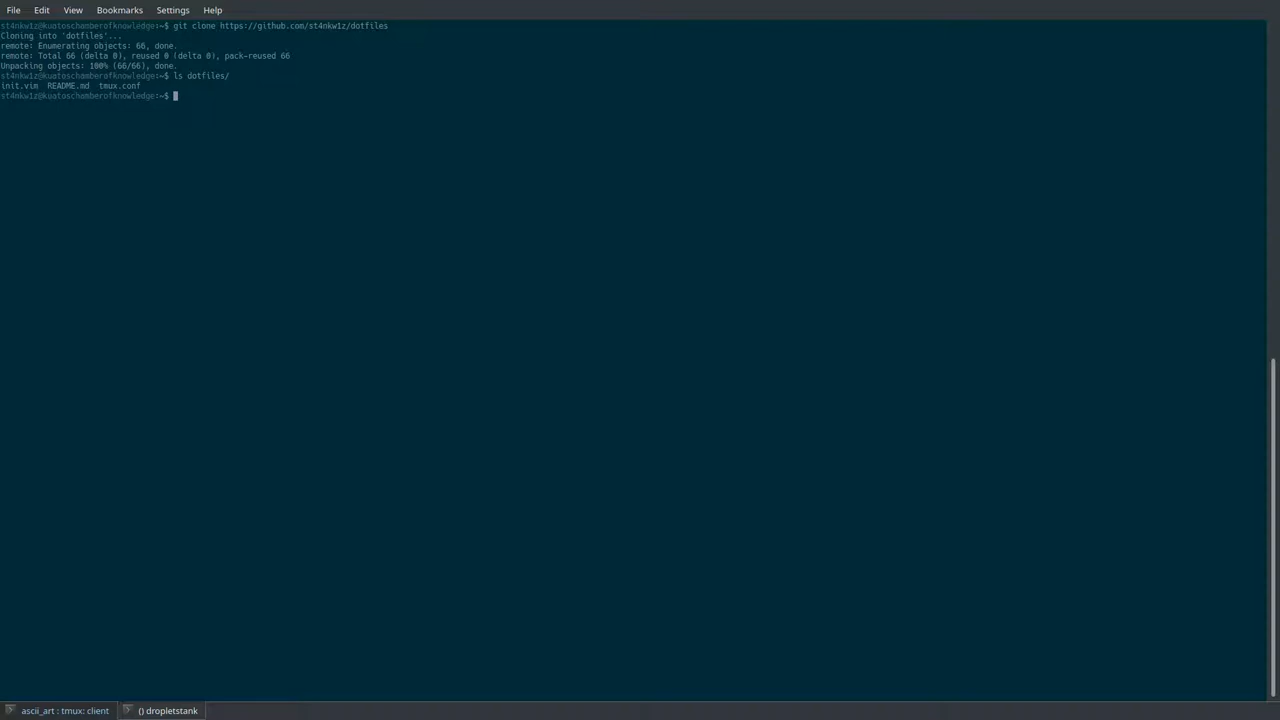 File Edit View Bookmarks Settings Help
st4nkw1z@kuatoschamberofknowledge:~$ git clone https://github.com/st4nkw1z/dotfiles
Cloning into 'dotfiles'...
remote: Enumerating objects: 66, done.
remote: Total 66 (delta 0), reused 0 (delta 0), pack-reused 66
Unpacking objects: 100% (66/66), done.
st4nkw1z@kuatoschamberofknowledge:~$ ls dotfiles/
init.vim  README.md  tmux.conf
st4nkw1z@kuatoschamberofknowledge:~$
ascii_art : tmux: client
() dropletstank